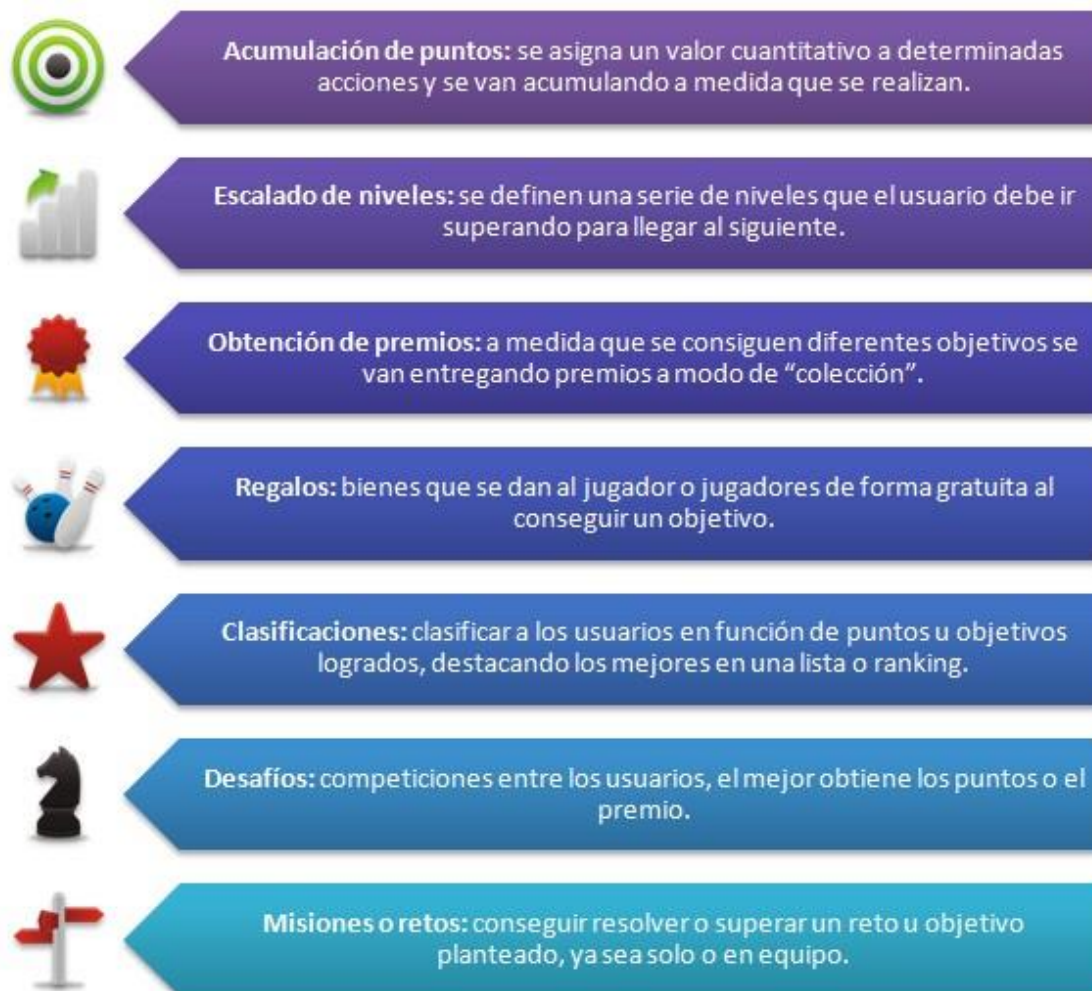 Acumulación de puntos: se asigna un valor cuantitativo a determinadas
acciones y se van acumulando a medida que se realizan.
Escalado de niveles: se definen una serie de niveles que el usuario debe ir
superando para llegar al siguiente.
Obtención de premios: a medida que se consiguen diferentes objetivos se
van entregando premios a modo de “colección”.
Regalos: bienes que se dan al jugador o jugadores de forma gratuita al
conseguir un objetivo.
Clasificaciones: clasificar a los usuarios en función de puntos u objetivos
logrados, destacando los mejores en una lista o ranking.
Desafíos: competiciones entre los usuarios, el mejor obtiene los puntos o el
premio.
Misiones o retos: conseguir resolver o superar un reto u objetivo
planteado, ya sea solo o en equipo.